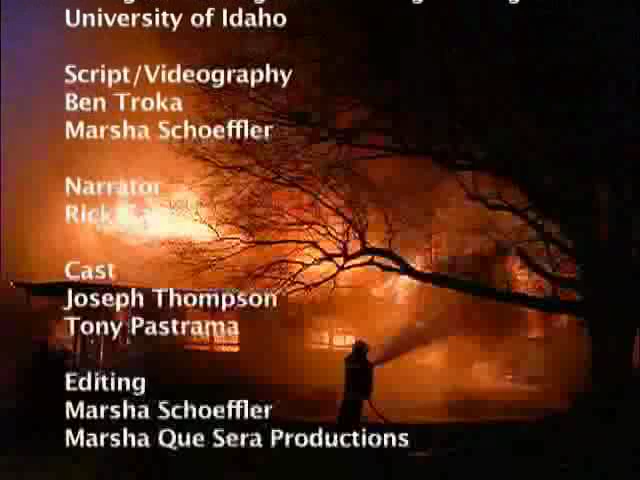 University of Idaho
Script/Videography
Ben Troka
Marsha Schoeffler
Narrator
Rick
Cast
Joseph Thompson
Tony Pastrama
Editing
Marsha Schoeffler
Marsha Que Sera Productions